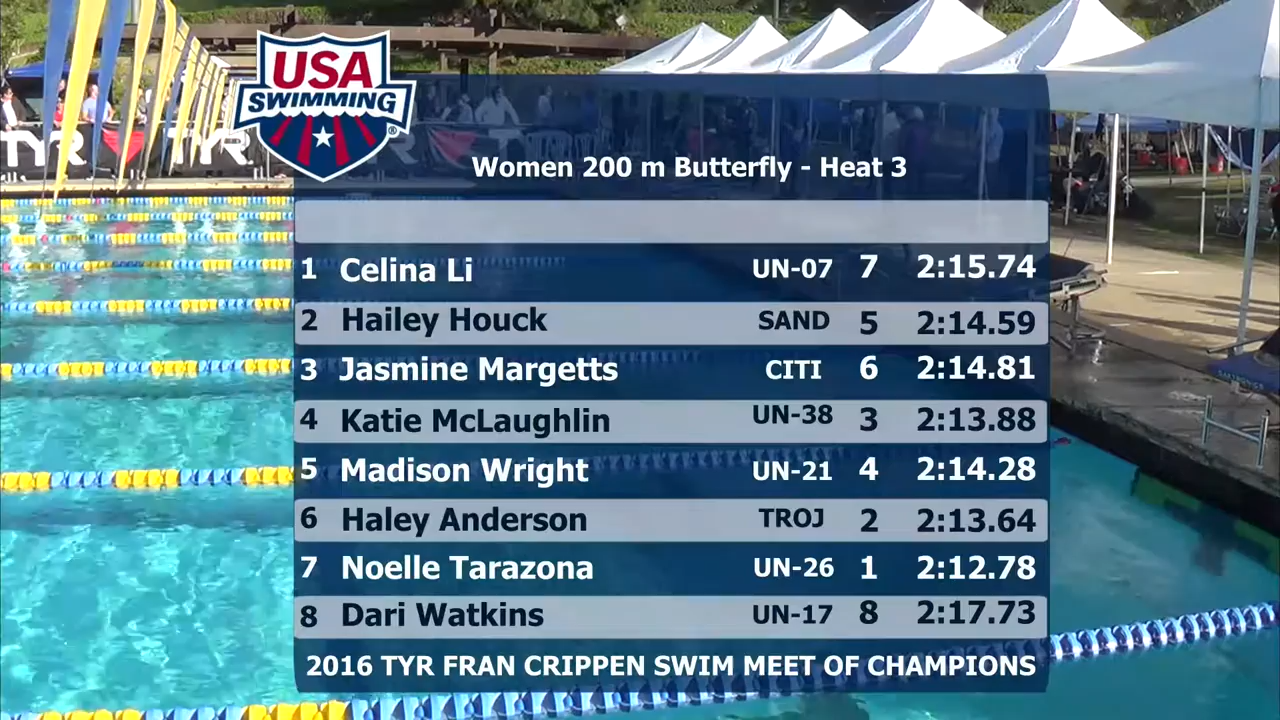 USA
SWIMMING
TYR
TYR
Women 200 m Butterfly - Heat 3
1 Celina Li UN-07 7 2:15.74
2 Hailey Houck SAND 5 2:14.59
3 Jasmine Margetts CITI 6 2:14.81
4 Katie McLaughlin UN-38 3 2:13.88
5 Madison Wright UN-21 4 2:14.28
6 Haley Anderson TROJ 2 2:13.64
7 Noelle Tarazona UN-26 1 2:12.78
8 Dari Watkins UN-17 8 2:17.73
2016 TYR FRAN CRIPPEN SWIM MEET OF CHAMPIONS